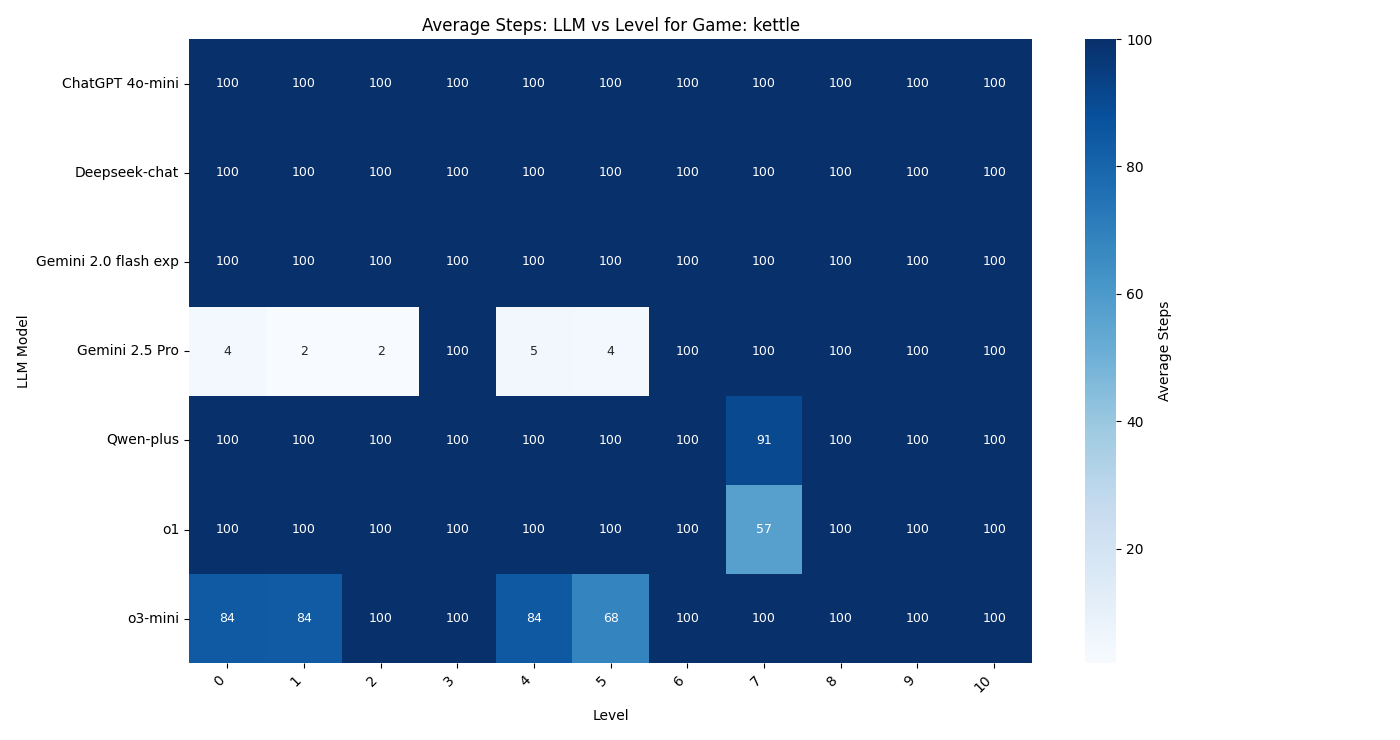 Average Steps: LLM vs Level for Game: kettle
LLM Model
ChatGPT 4o-mini 100 100 100 100 100 100 100 100 100 100 100
Deepseek-chat 100 100 100 100 100 100 100 100 100 100 100
Gemini 2.0 flash exp 100 100 100 100 100 100 100 100 100 100 100
Gemini 2.5 Pro 4 2 2 100 5 4 100 100 100 100 100
Qwen-plus 100 100 100 100 100 100 100 91 100 100 100
o1 100 100 100 100 100 100 100 57 100 100 100
o3-mini 84 84 100 100 84 68 100 100 100 100 100
0 1 2 3 4 5 6 7 8 9 10
Level
100
80
60
40
20
Average Steps